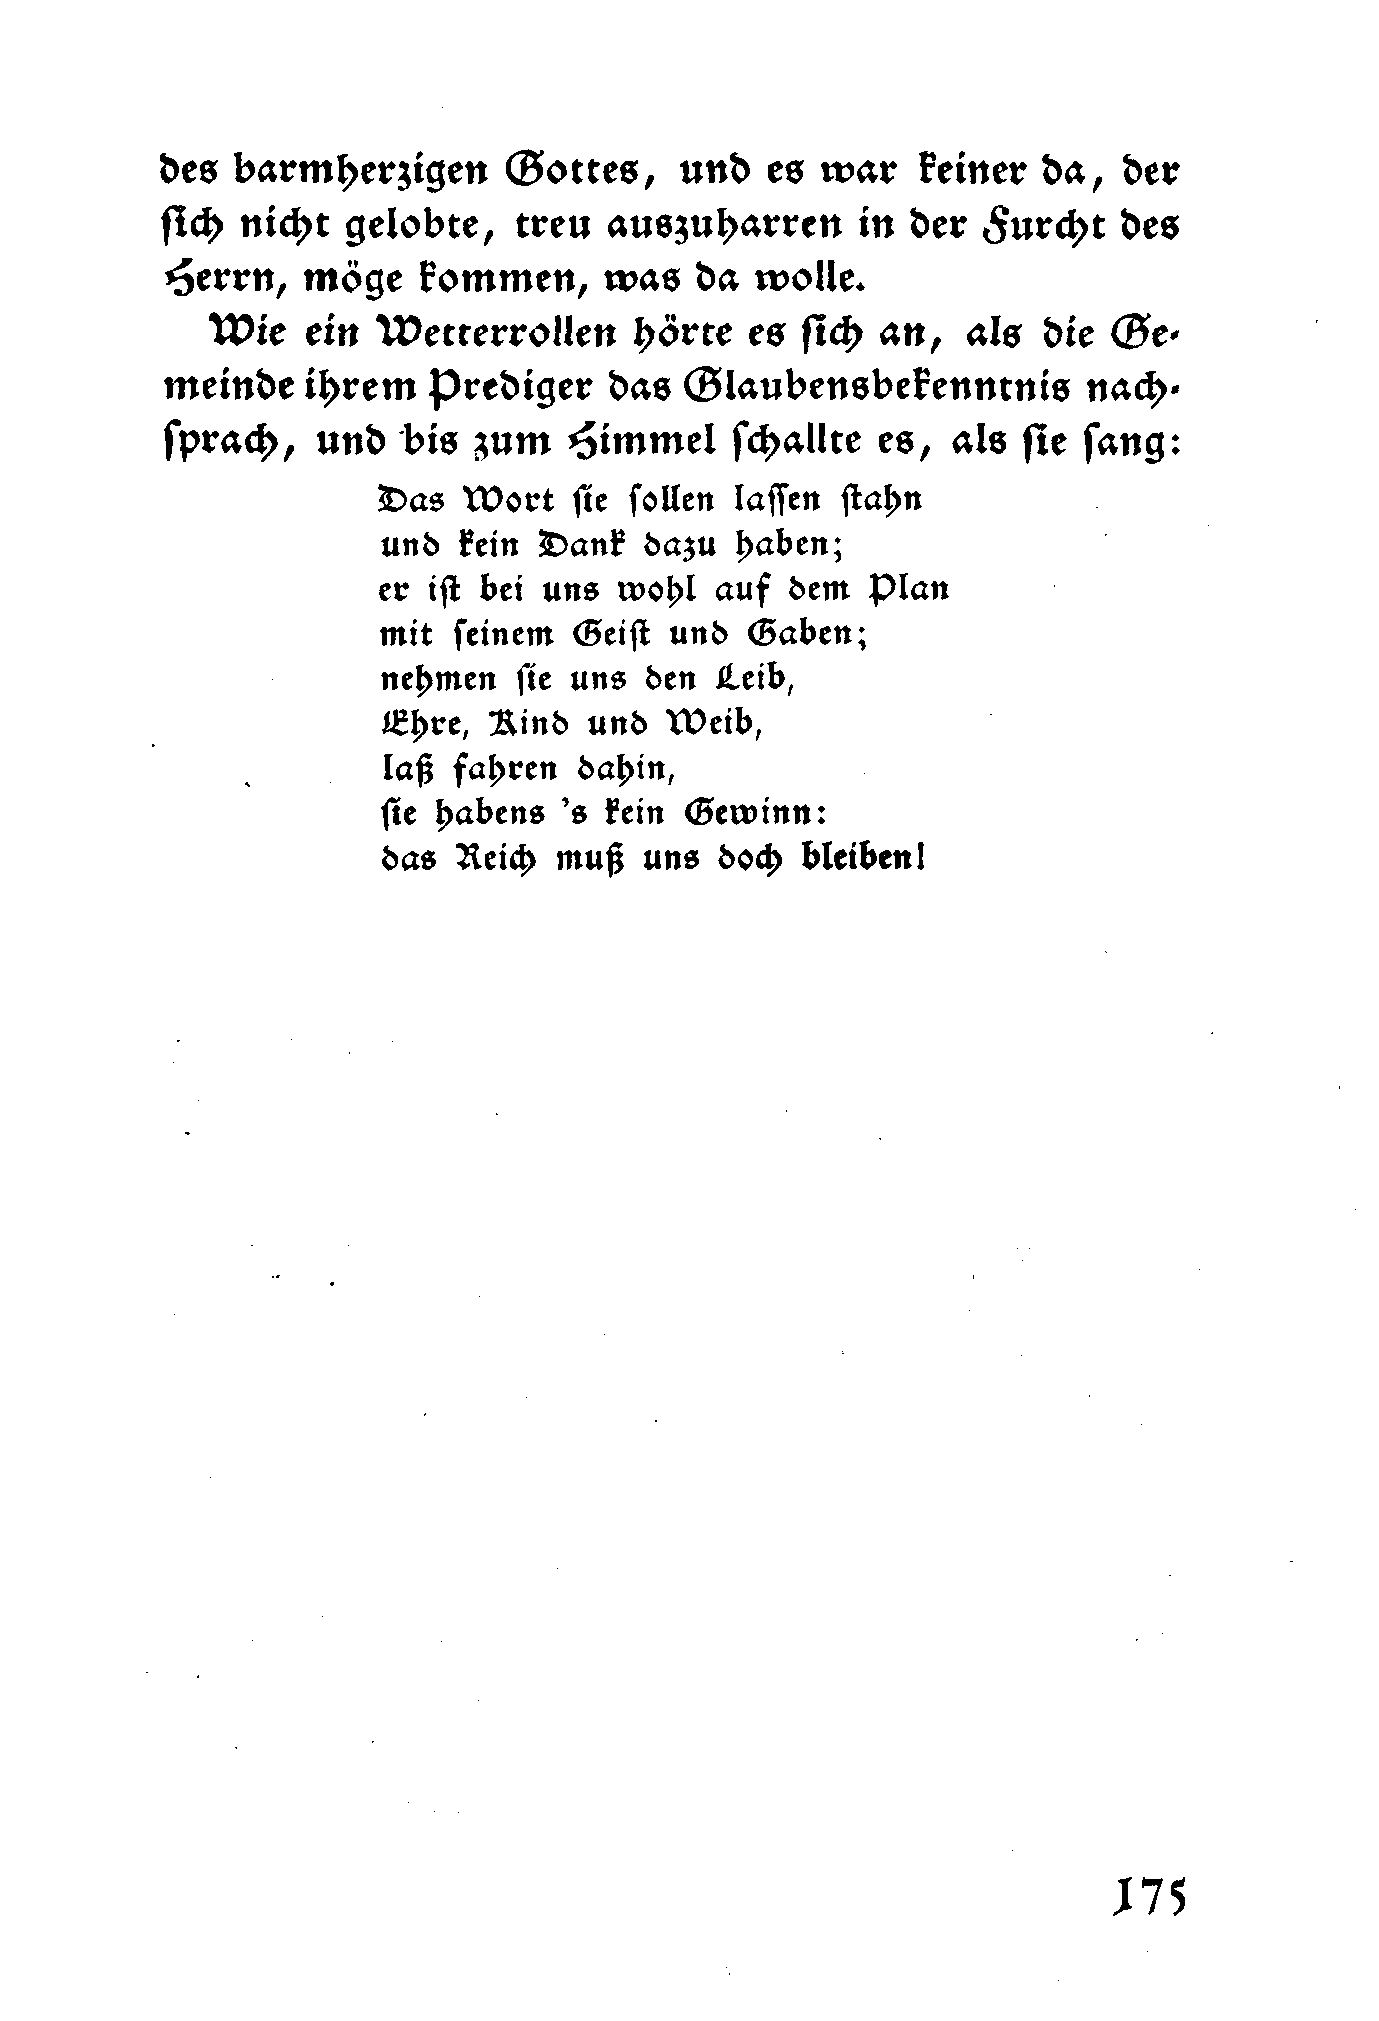 des barmherzigen Gottes, und es war keiner da, der
ſich nicht gelobte, treu auszuharren in der Furcht des
Herrn, möge kommen, was da wolle.
Wie ein Wetterrollen hörte es ſich an, als die Ge-
meinde ihrem Prediger das Glaubensbekenntnis nach-
ſprach, und bis zum Himmel ſchallte es, als ſie ſang:
Das Wort ſie ſollen laſſen ſtahn
und kein Dank dazu haben;
er iſt bei uns wohl auf dem Plan
mit ſeinem Geiſt und Gaben;
nehmen ſie uns den Leib,
Ehre, Kind und Weib,
laß fahren dahin,
ſie habens 's kein Gewinn:
das Reich muß uns doch bleiben!
175